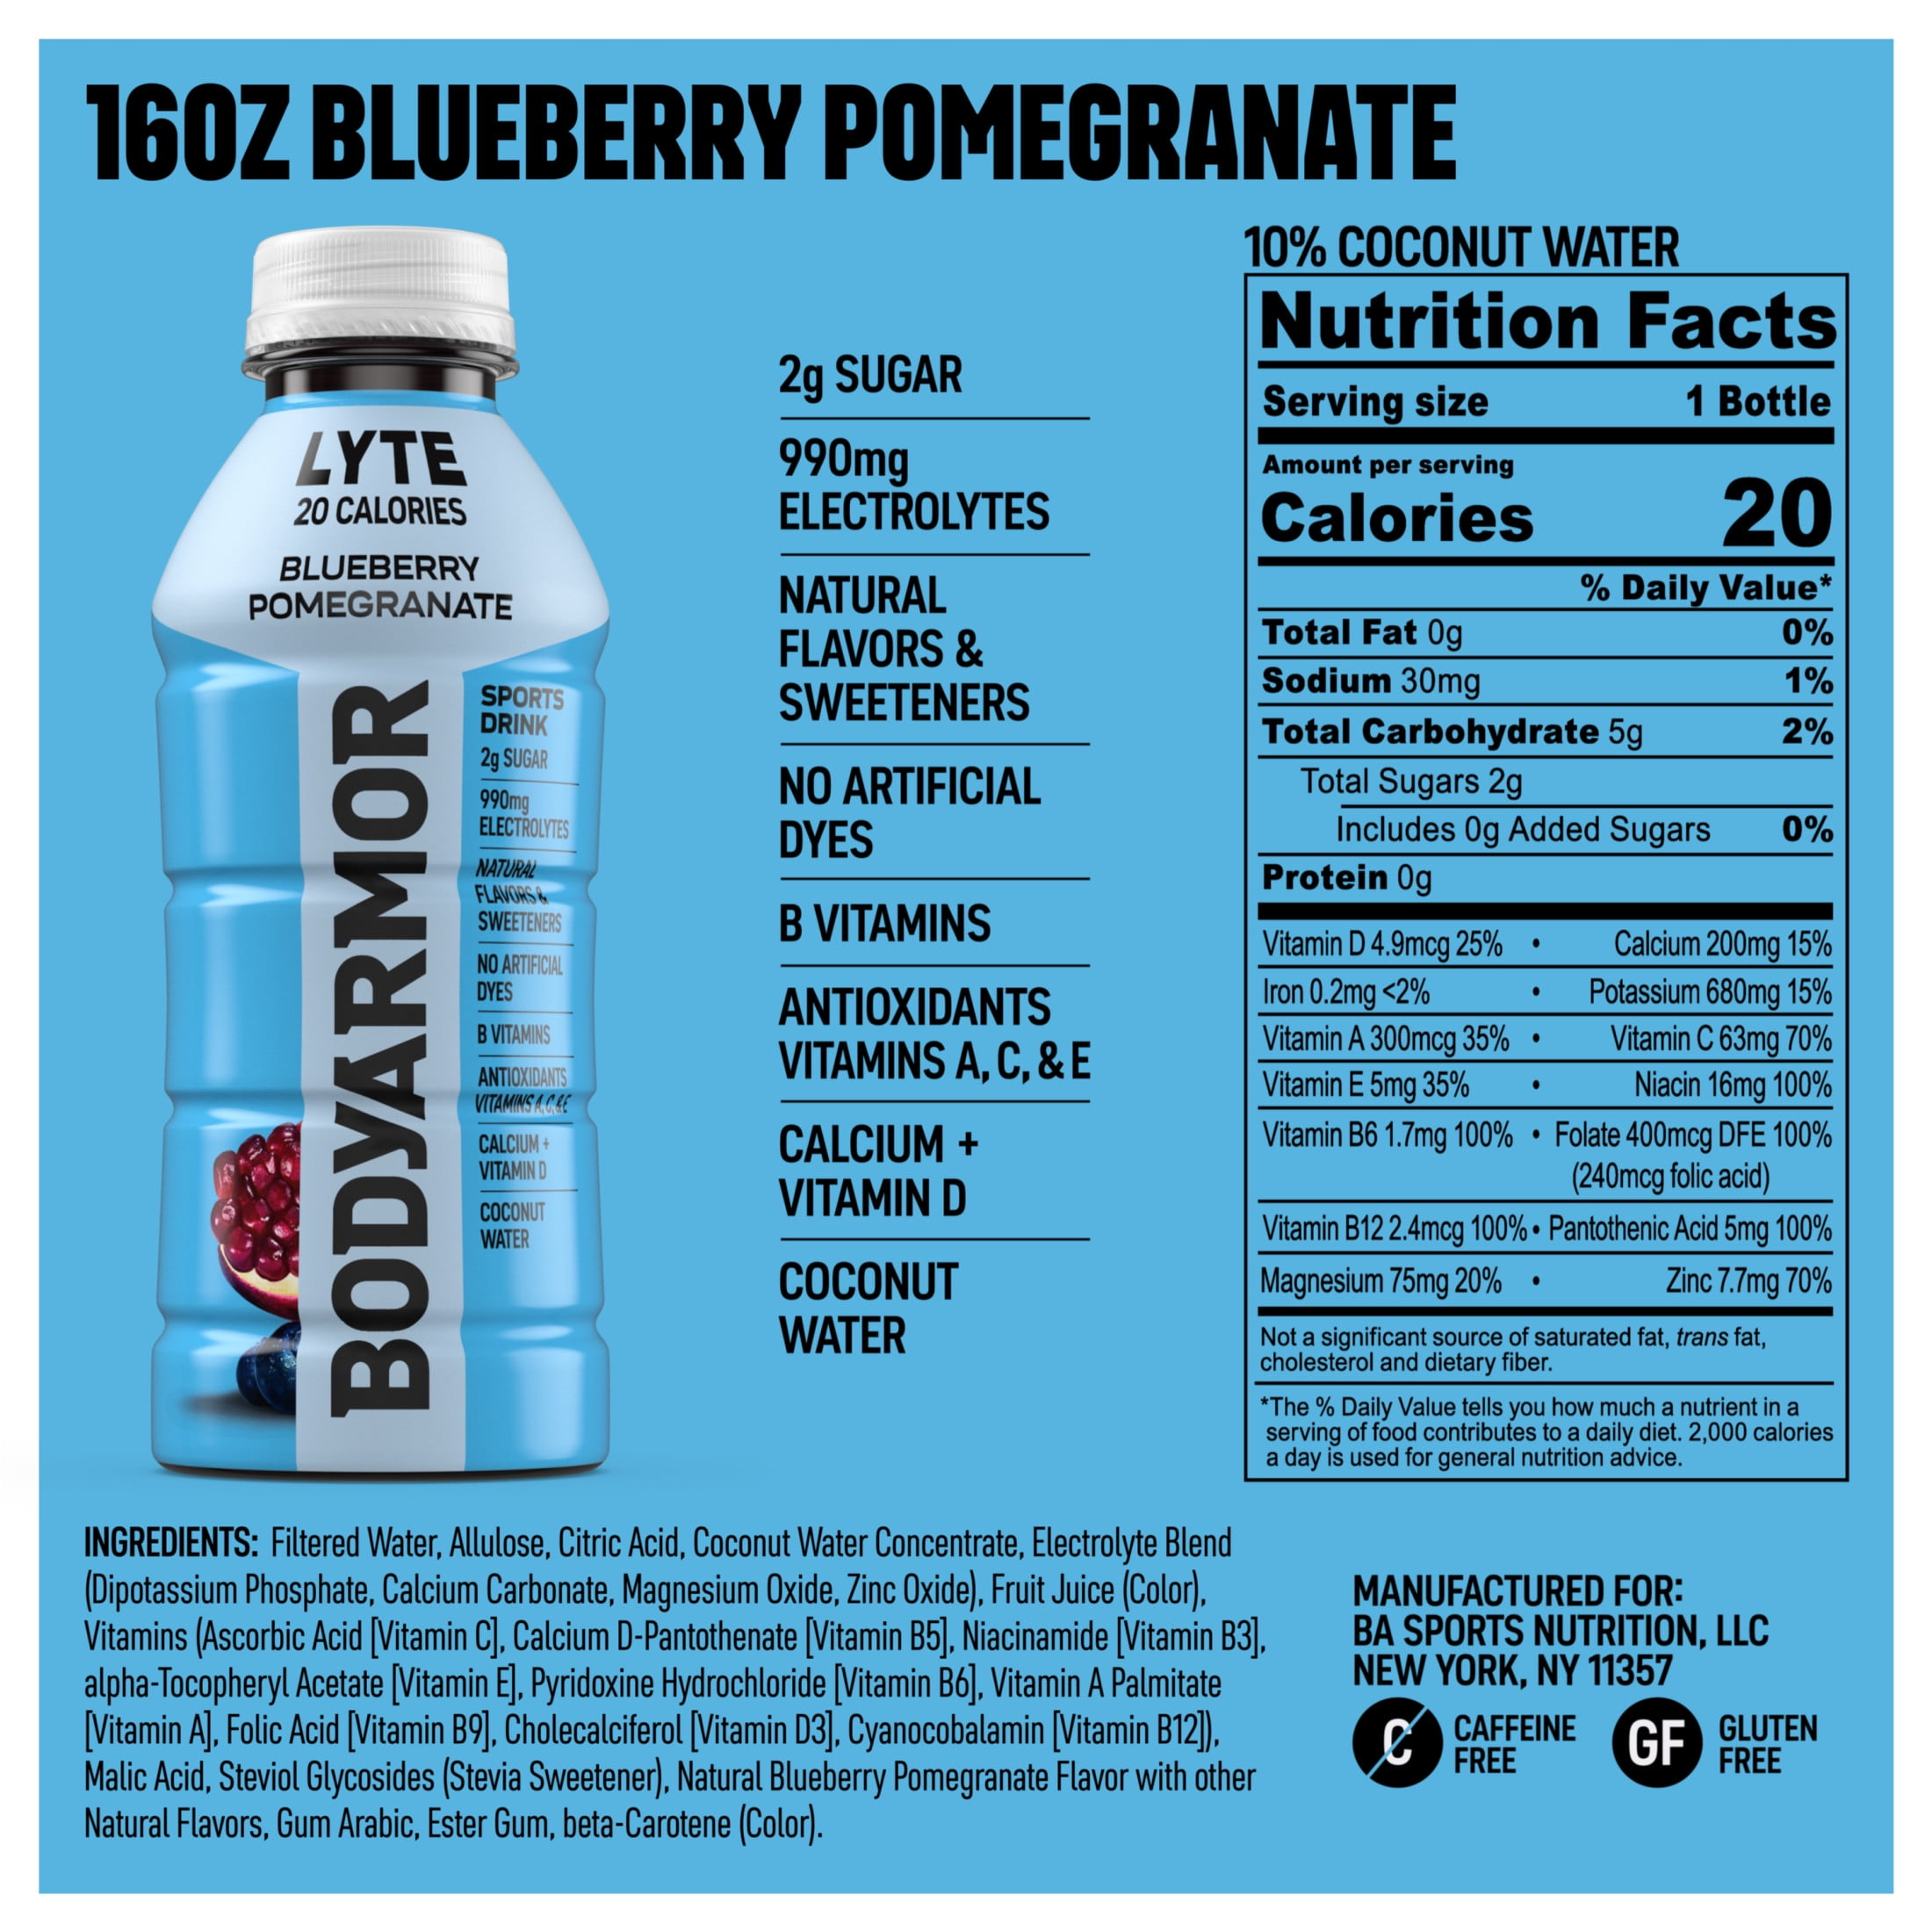 16OZ BLUEBERRY POMEGRANATE
LYTE
20 CALORIES
BLUEBERRY
POMEGRANATE
BODYARMOR
SPORTS
DRINK
2g SUGAR
990mg
ELECTROLYTES
NATURAL
FLAVORS &
SWEETENERS
NO ARTIFICIAL
DYES
B VITAMINS
ANTIOXIDANTS
VITAMINS A, C, & E
CALCIUM +
VITAMIN D
COCONUT
WATER
2g SUGAR
990mg
ELECTROLYTES
NATURAL
FLAVORS &
SWEETENERS
NO ARTIFICIAL
DYES
B VITAMINS
ANTIOXIDANTS
VITAMINS A, C, & E
CALCIUM +
VITAMIN D
COCONUT
WATER
10% COCONUT WATER
Nutrition Facts
Serving size 1 Bottle
Amount per serving
Calories 20
% Daily Value*
Total Fat 0g 0%
Sodium 30mg 1%
Total Carbohydrate 5g 2%
Total Sugars 2g
Includes 0g Added Sugars 0%
Protein 0g
Vitamin D 4.9mcg 25% • Calcium 200mg 15%
Iron 0.2mg <2% • Potassium 680mg 15%
Vitamin A 300mcg 35% • Vitamin C 63mg 70%
Vitamin E 5mg 35% • Niacin 16mg 100%
Vitamin B6 1.7mg 100% • Folate 400mcg DFE 100%
(240mcg folic acid)
Vitamin B12 2.4mcg 100% • Pantothenic Acid 5mg 100%
Magnesium 75mg 20% • Zinc 7.7mg 70%
Not a significant source of saturated fat, trans fat,
cholesterol and dietary fiber.
*The % Daily Value tells you how much a nutrient in a
serving of food contributes to a daily diet. 2,000 calories
a day is used for general nutrition advice.
INGREDIENTS: Filtered Water, Allulose, Citric Acid, Coconut Water Concentrate, Electrolyte Blend
(Dipotassium Phosphate, Calcium Carbonate, Magnesium Oxide, Zinc Oxide), Fruit Juice (Color),
Vitamins (Ascorbic Acid [Vitamin C], Calcium D-Pantothenate [Vitamin B5], Niacinamide [Vitamin B3],
alpha-Tocopheryl Acetate [Vitamin E], Pyridoxine Hydrochloride [Vitamin B6], Vitamin A Palmitate
[Vitamin A], Folic Acid [Vitamin B9], Cholecalciferol [Vitamin D3], Cyanocobalamin [Vitamin B12]),
Malic Acid, Steviol Glycosides (Stevia Sweetener), Natural Blueberry Pomegranate Flavor with other
Natural Flavors, Gum Arabic, Ester Gum, beta-Carotene (Color).
MANUFACTURED FOR:
BA SPORTS NUTRITION, LLC
NEW YORK, NY 11357
C CAFFEINE
FREE
GF GLUTEN
FREE